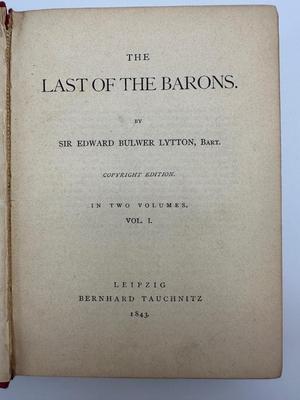 THE
LAST OF THE BARONS.
BY
SIR EDWARD BULWER LYTTON, BART.
COPYRIGHT EDITION.
IN TWO VOLUMES.
VOL. I.
LEIPZIG
BERNHARD TAUCHNITZ
1843.